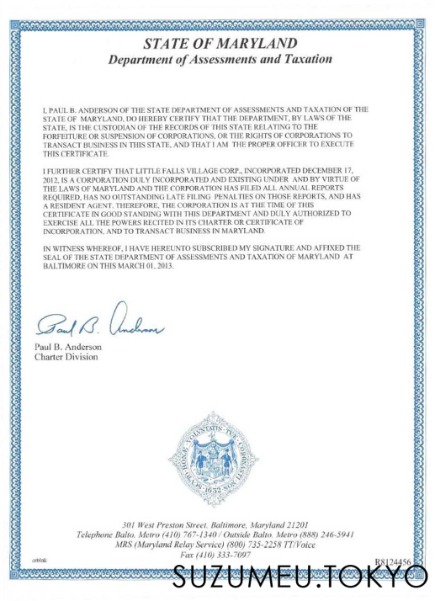 STATE OF MARYLAND
Department of Assessments and Taxation
I, PAUL B. ANDERSON OF THE STATE DEPARTMENT OF ASSESSMENTS AND TAXATION OF THE
STATE OF MARYLAND, DO HEREBY CERTIFY THAT THE DEPARTMENT, BY LAWS OF THE
STATE, IS THE CUSTODIAN OF THE RECORDS OF THIS STATE RELATING TO THE
FORFEITURE OR SUSPENSION OF CORPORATIONS, OR THE RIGHTS OF CORPORATIONS TO
TRANSACT BUSINESS IN THIS STATE, AND THAT I AM THE PROPER OFFICER TO EXECUTE
THIS CERTIFICATE.
I FURTHER CERTIFY THAT LITTLE FALLS VILLAGE CORP., INCORPORATED DECEMBER 17,
2012, IS A CORPORATION DULY INCORPORATED AND EXISTING UNDER AND BY VIRTUE OF
THE LAWS OF MARYLAND AND THE CORPORATION HAS FILED ALL ANNUAL REPORTS
REQUIRED, HAS NO OUTSTANDING LATE FILING PENALTIES ON THOSE REPORTS, AND HAS
A RESIDENT AGENT. THEREFORE, THE CORPORATION IS AT THE TIME OF THIS
CERTIFICATE IN GOOD STANDING WITH THIS DEPARTMENT AND DULY AUTHORIZED TO
EXERCISE ALL THE POWERS RECITED IN ITS CHARTER OR CERTIFICATE OF
INCORPORATION, AND TO TRANSACT BUSINESS IN MARYLAND.
IN WITNESS WHEREOF, I HAVE HEREUNTO SUBSCRIBED MY SIGNATURE AND AFFIXED THE
SEAL OF THE STATE DEPARTMENT OF ASSESSMENTS AND TAXATION OF MARYLAND AT
BALTIMORE ON THIS MARCH 01, 2013.
Paul B. Anderson
Paul B. Anderson
Charter Division
301 West Preston Street, Baltimore, Maryland 21201
Telephone Balto. Metro (410) 767-1340 / Outside Balto. Metro (888) 246-5941
MRS (Maryland Relay Service) (800) 735-2258 TT/Voice
Fax (410) 333-7097
R8124456
SUZUMEU.TOKYO